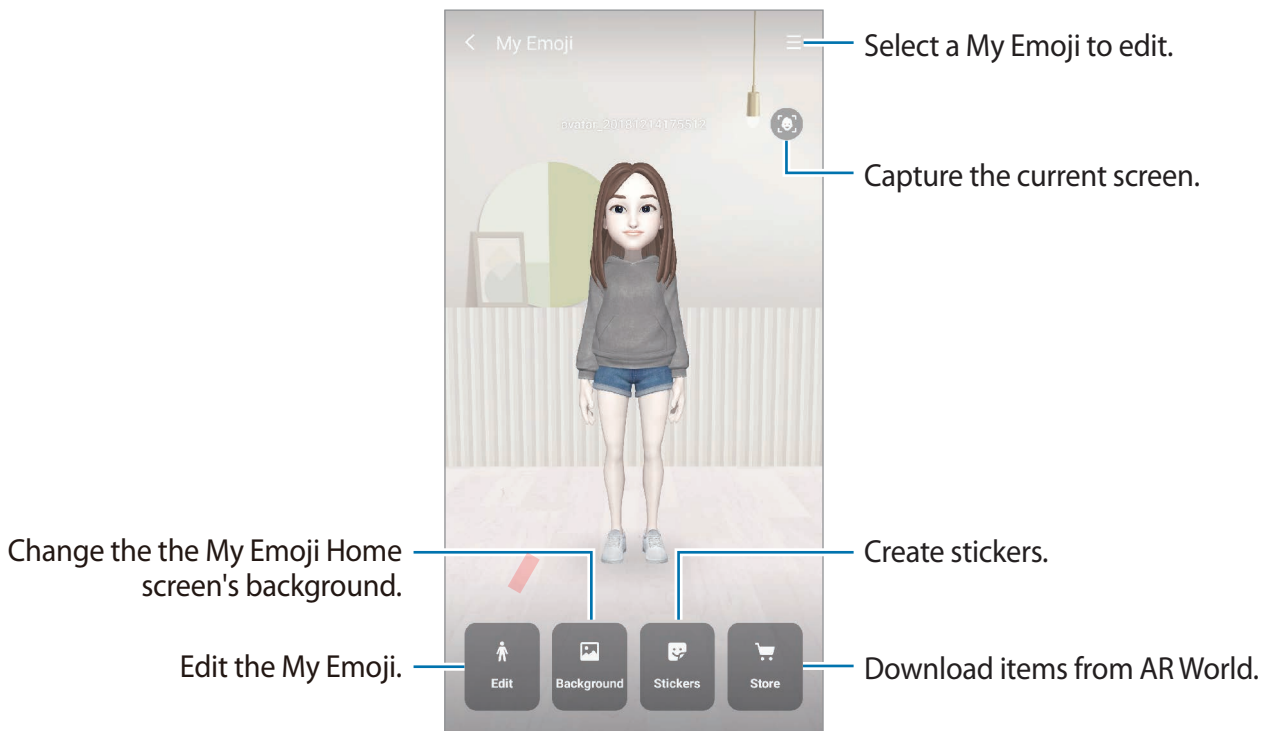 My Emoji
Select a My Emoji to edit.
avatar_20181214175512
Capture the current screen.
Change the the My Emoji Home
screen's background.
Create stickers.
Edit the My Emoji.
Edit
Background
Stickers
Store
Download items from AR World.